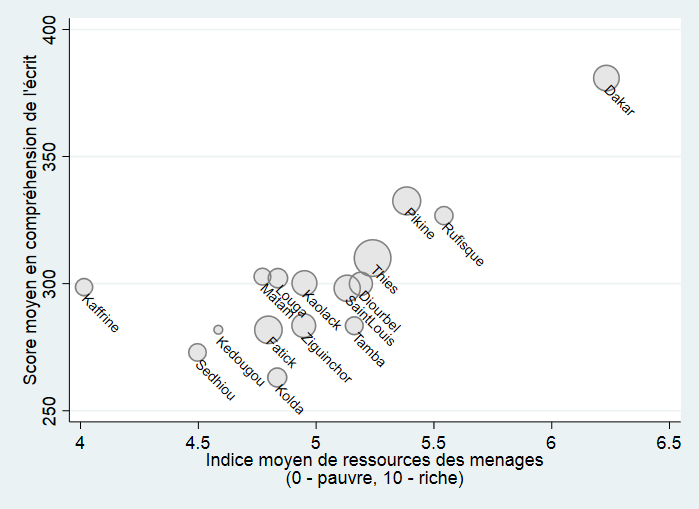 400
350
300
250
Score moyen en compréhension de l'écrit
Dakar
Pikine
Rufisque
Thies
Matam
Louga
Kaolack
SaintLouis
Diourbel
Kaffrine
Kedougou
Fatick
Ziguinchor
Tamba
Sedhiou
Kolda
4 4.5 5 5.5 6 6.5
Indice moyen de ressources des menages
(0 - pauvre, 10 - riche)